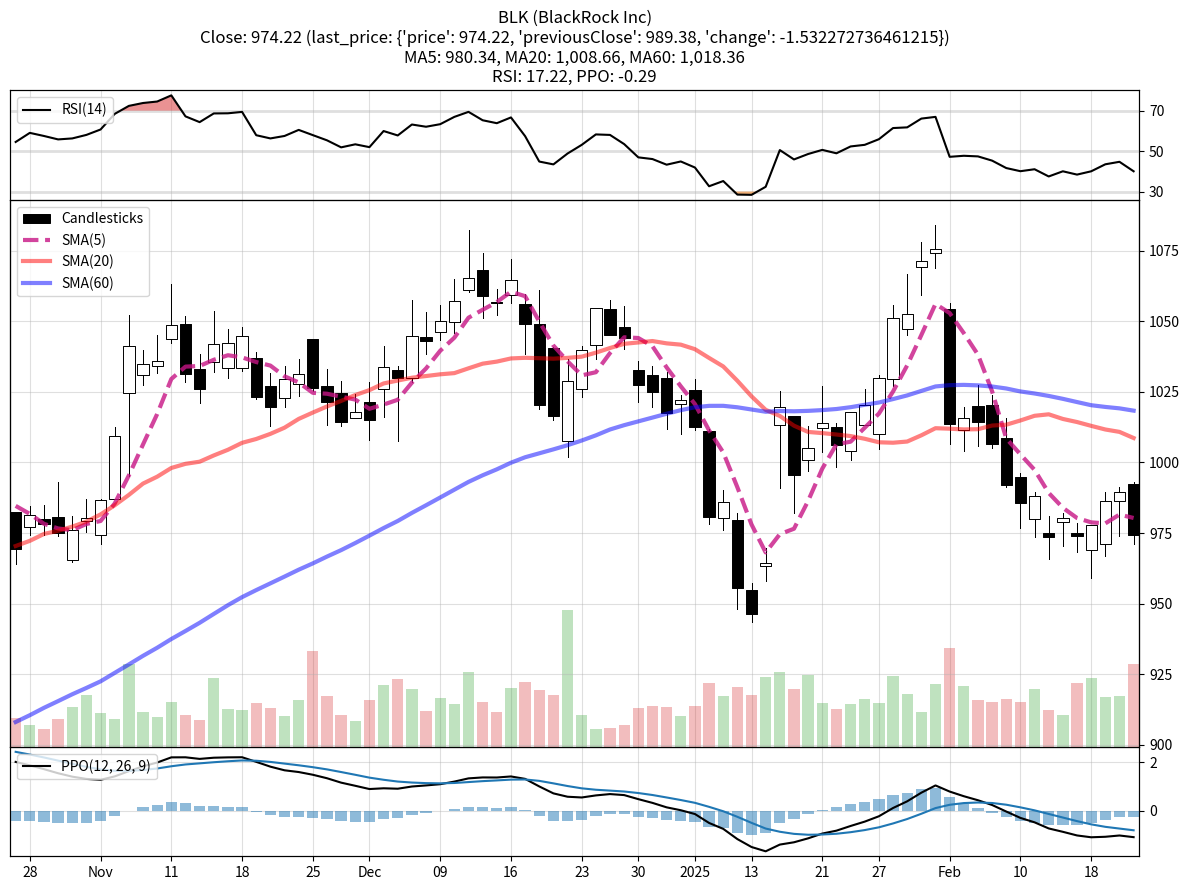 BLK (BlackRock Inc)
Close: 974.22 (last_price: {'price': 974.22, 'previousClose': 989.38, 'change': -1.532272736461215})
MA5: 980.34, MA20: 1,008.66, MA60: 1,018.36
RSI: 17.22, PPO: -0.29
RSI(14)
70
50
30
Candlesticks
SMA(5)
SMA(20)
SMA(60)
1075
1050
1025
1000
975
950
925
900
PPO(12, 26, 9)
2
0
28 Nov 11 18 25 Dec 09 16 23 30 2025 13 21 27 Feb 10 18